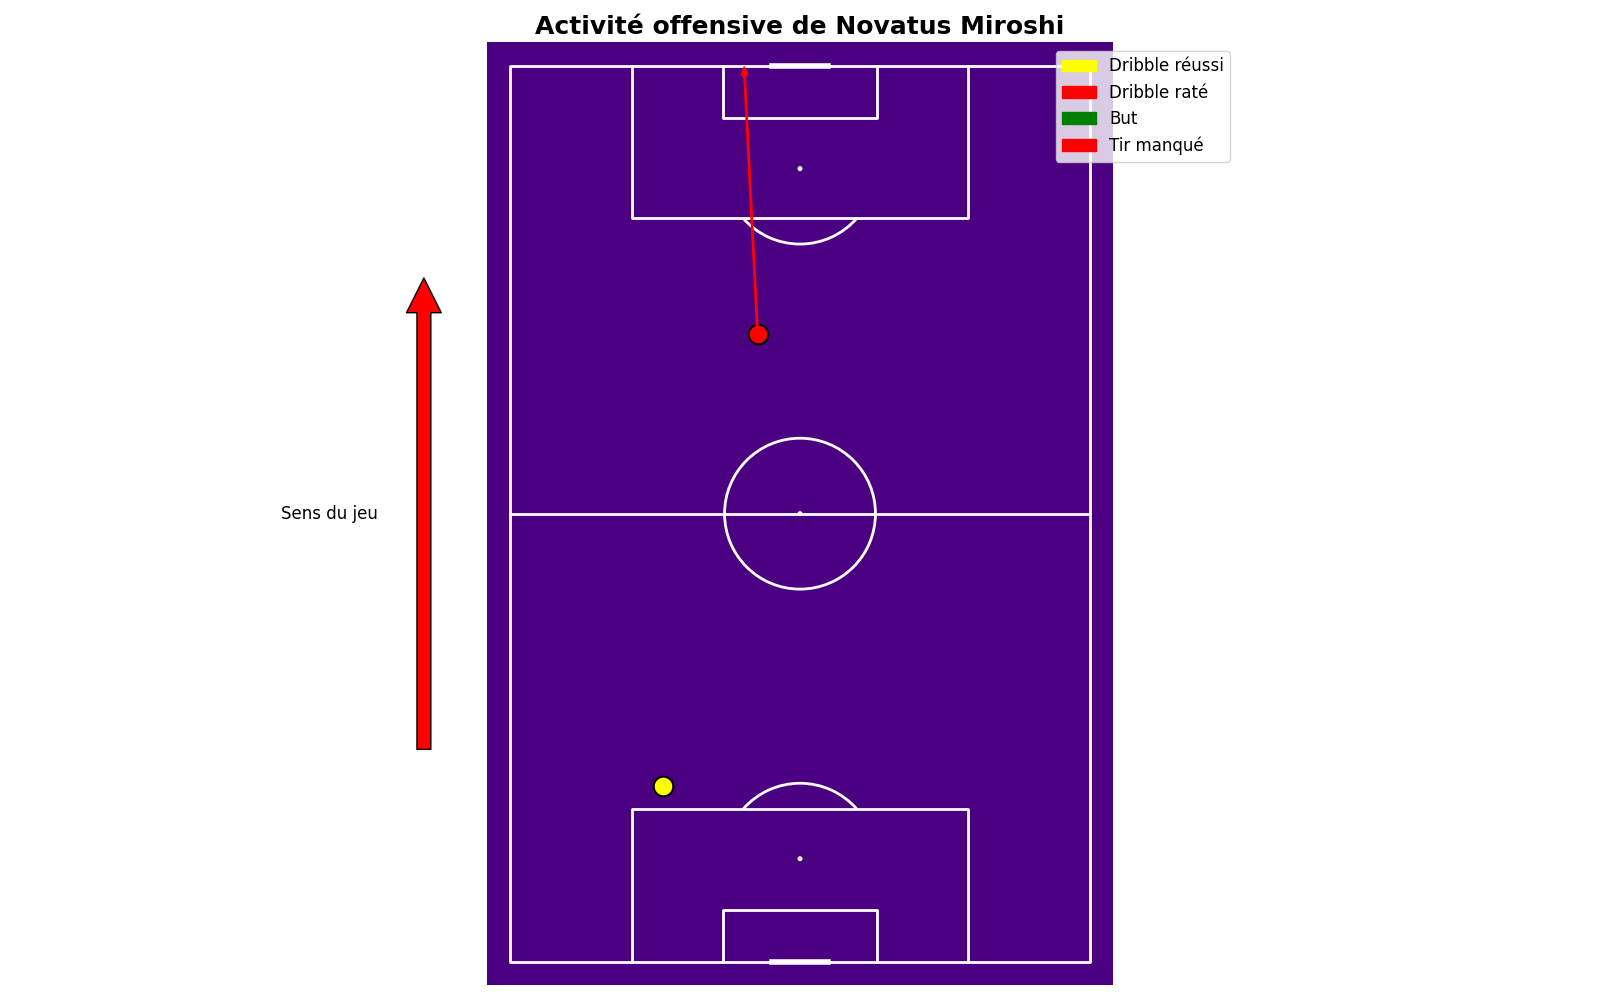 Activité offensive de Novatus Miroshi
Dribble réussi
Dribble raté
But
Tir manqué
Sens du jeu